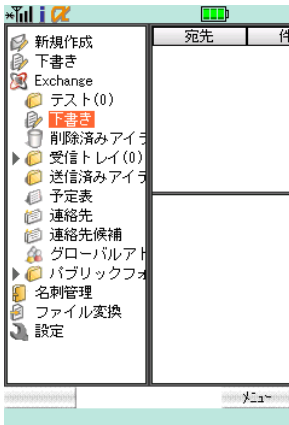 iα
宛先 件
新規作成
下書き
Exchange
テスト(0)
下書き
削除済みアイテ
受信トレイ(0)
送信済みアイテ
予定表
連絡先
連絡先候補
グローバルアト
パブリックフォ
名刺管理
ファイル変換
設定
メニュー